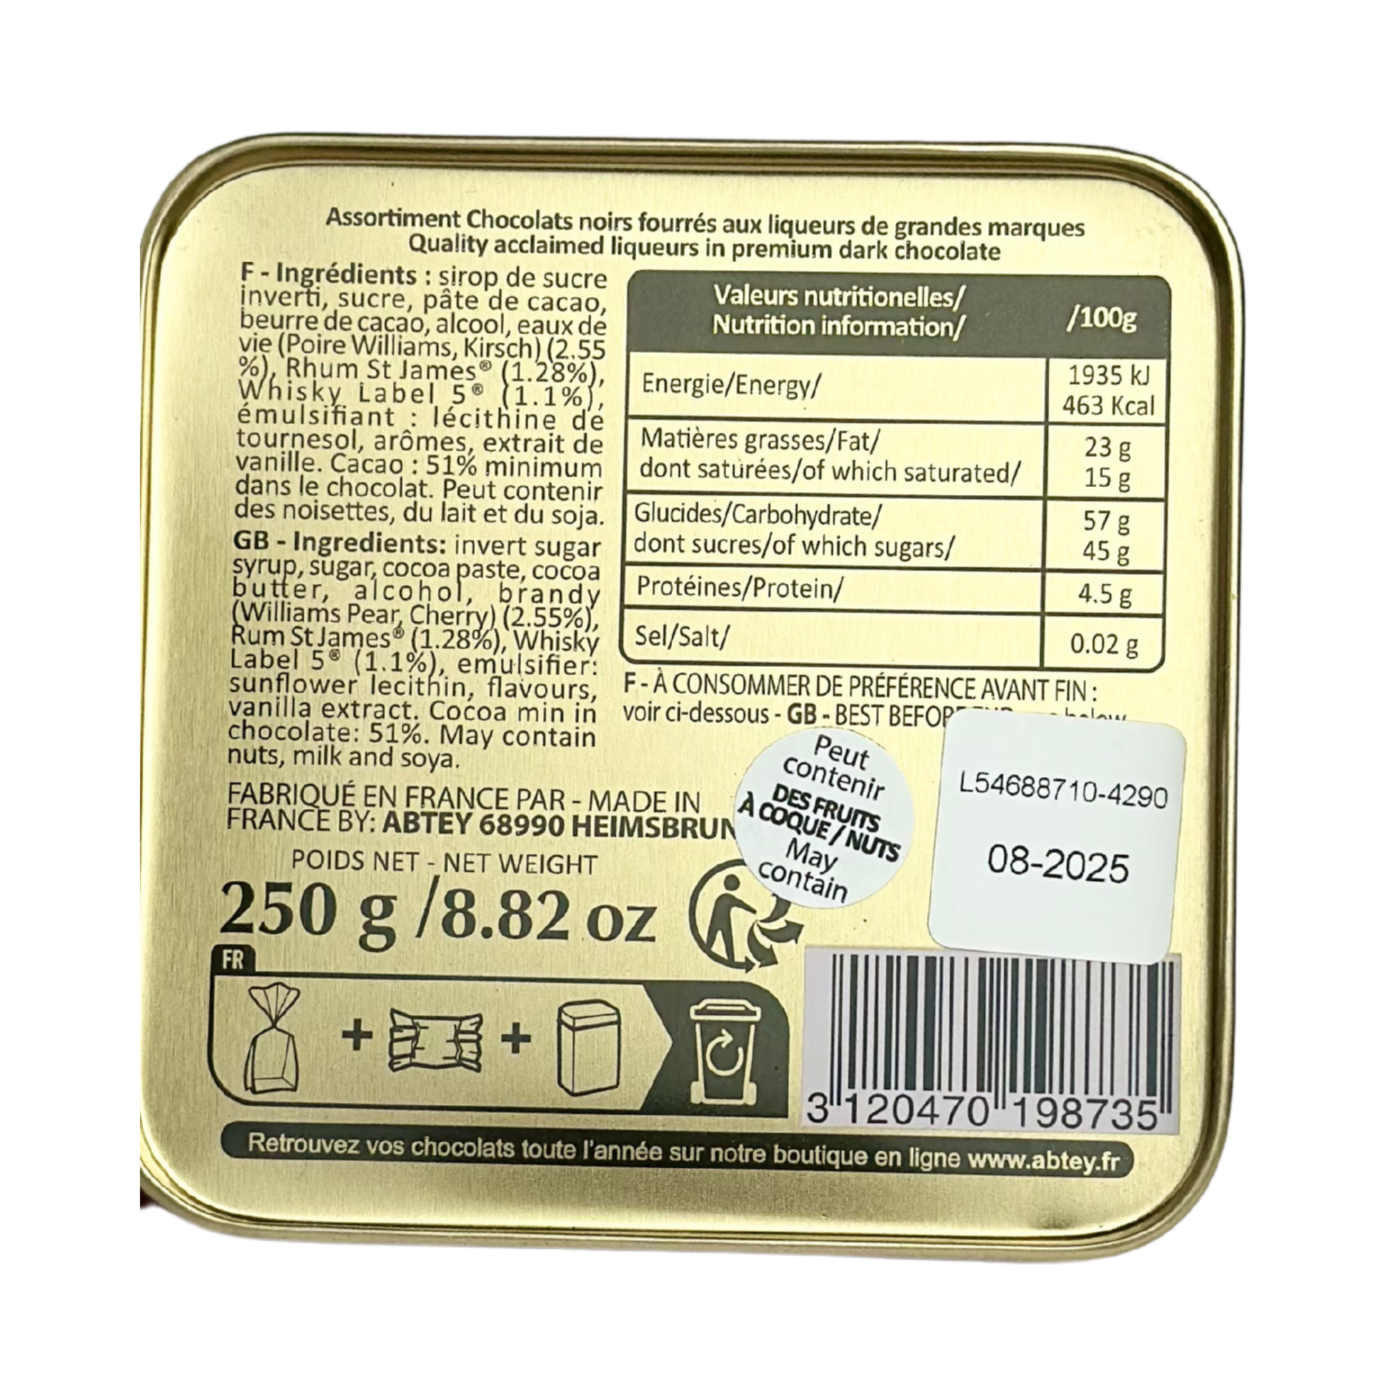 Assortiment Chocolats noirs fourrés aux liqueurs de grandes marques
Quality acclaimed liqueurs in premium dark chocolate
F - Ingrédients : sirop de sucre
inverti, sucre, pâte de cacao,
beurre de cacao, alcool, eaux de
vie (Poire Williams, Kirsch) (2.55
%), Rhum St James® (1.28%),
Whisky Label 5® (1.1%),
émulsifiant : lécithine de
tournesol, arômes, extrait de
vanille. Cacao : 51% minimum
dans le chocolat. Peut contenir
des noisettes, du lait et du soja.
GB - Ingredients: invert sugar
syrup, sugar, cocoa paste, cocoa
butter, alcohol, brandy
(Williams Pear, Cherry) (2.55%),
Rum St James® (1.28%), Whisky
Label 5® (1.1%), emulsifier:
sunflower lecithin, flavours,
vanilla extract. Cocoa min in
chocolate: 51%. May contain
nuts, milk and soya.
Valeurs nutritionelles/
Nutrition information/
/100g
Energie/Energy/
1935 kJ
463 Kcal
Matières grasses/Fat/
23 g
dont saturées/of which saturated/
15 g
Glucides/Carbohydrate/
57 g
dont sucres/of which sugars/
45 g
Protéines/Protein/
4.5 g
Sel/Salt/
0.02 g
F - À CONSOMMER DE PRÉFÉRENCE AVANT FIN :
voir ci-dessous - GB - BEST
Peut
contenir
DES FRUITS
À COQUE / NUTS
May
contain
L54688710-4290
08-2025
FABRIQUÉ EN FRANCE PAR - MADE IN
FRANCE BY: ABTEY 68990 HEIMSBRUN
POIDS NET - NET WEIGHT
250 g /8.82 oz
FR
+ +
3 120470 198735
Retrouvez vos chocolats toute l'année sur notre boutique en ligne www.abtey.fr